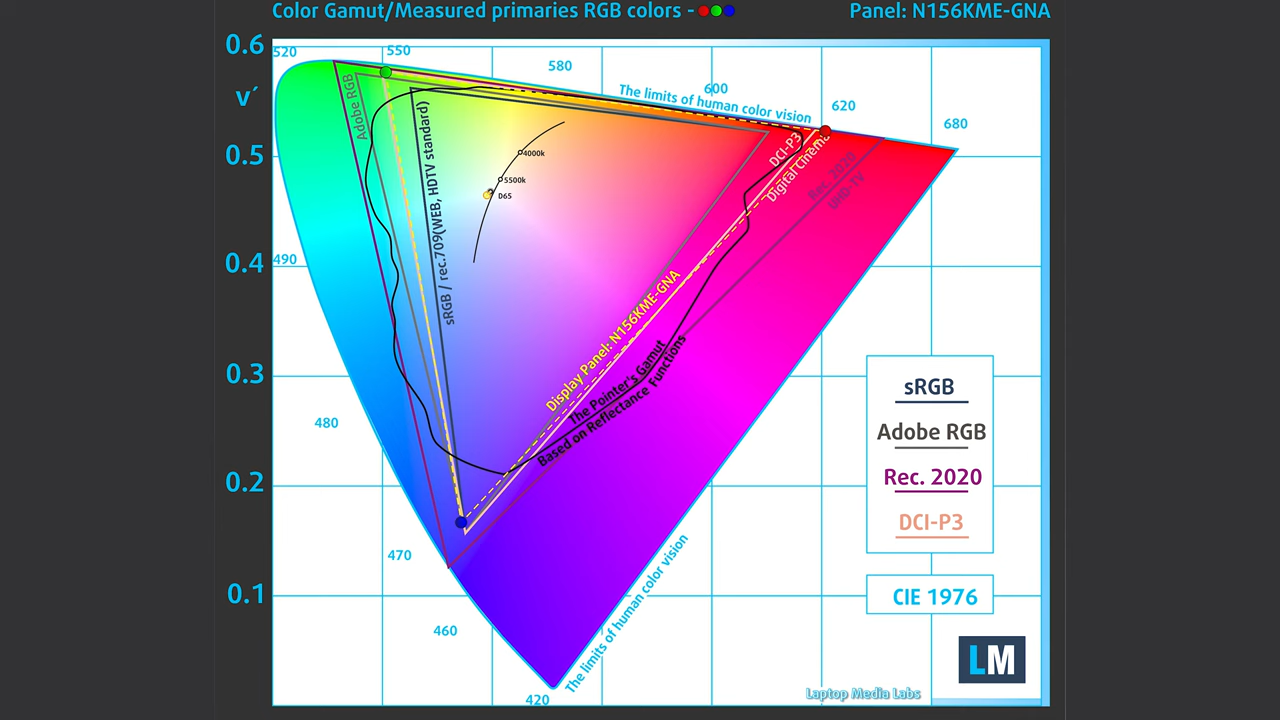 Color Gamut/Measured primaries RGB colors -
Panel: N156KME-GNA
0.6
520
550
580
600
620
680
The limits of human color vision
v´
Adobe RGB
sRGB / rec.709(WEB, HDTV standard)
4000k
5500k
D65
DCI-P3
Digital Cinema
Rec. 2020
UHD-TV
0.5
0.4
490
Display Panel: N156KME-GNA
The Pointer's Gamut
Based on Reflectance Functions
0.3
480
sRGB
Adobe RGB
Rec. 2020
DCI-P3
0.2
470
The limits of human color vision
0.1
CIE 1976
460
420
LM
Laptop Media Labs